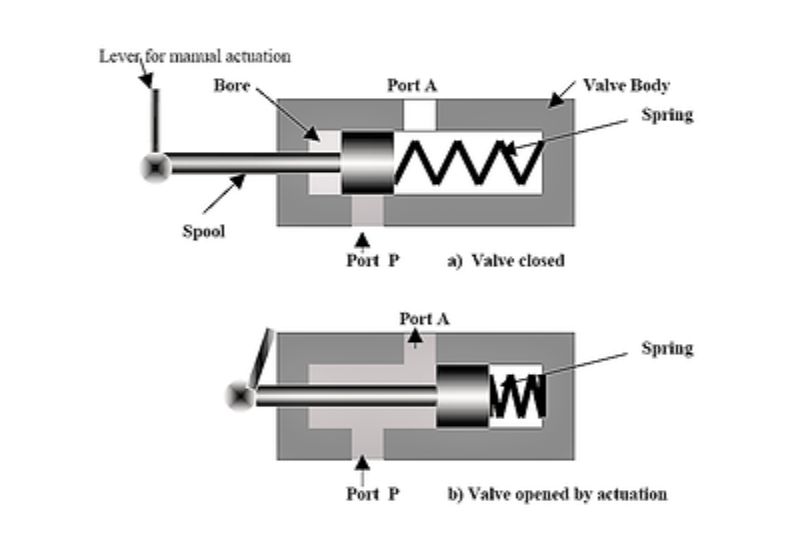 Lever for manual actuation
Bore
Port A
Valve Body
Spring
Spool
Port P
a) Valve closed
Port A
Spring
Port P
b) Valve opened by actuation